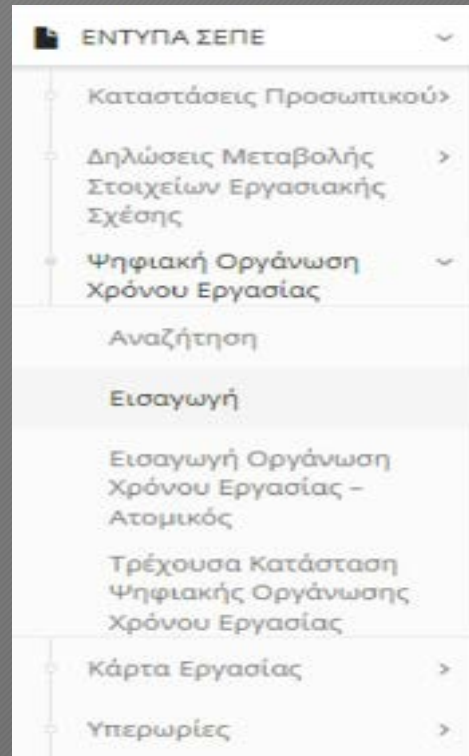 ΕΝΤΥΠΑ ΣΕΠΕ
Καταστάσεις Προσωπικού
Δηλώσεις Μεταβολής
Στοιχείων Εργασιακής
Σχέσης
Ψηφιακή Οργάνωση
Χρόνου Εργασίας
Αναζήτηση
Εισαγωγή
Εισαγωγή Οργάνωση
Χρόνου Εργασίας –
Ατομικός
Τρέχουσα Κατάσταση
Ψηφιακής Οργάνωσης
Χρόνου Εργασίας
Κάρτα Εργασίας
Υπερωρίες